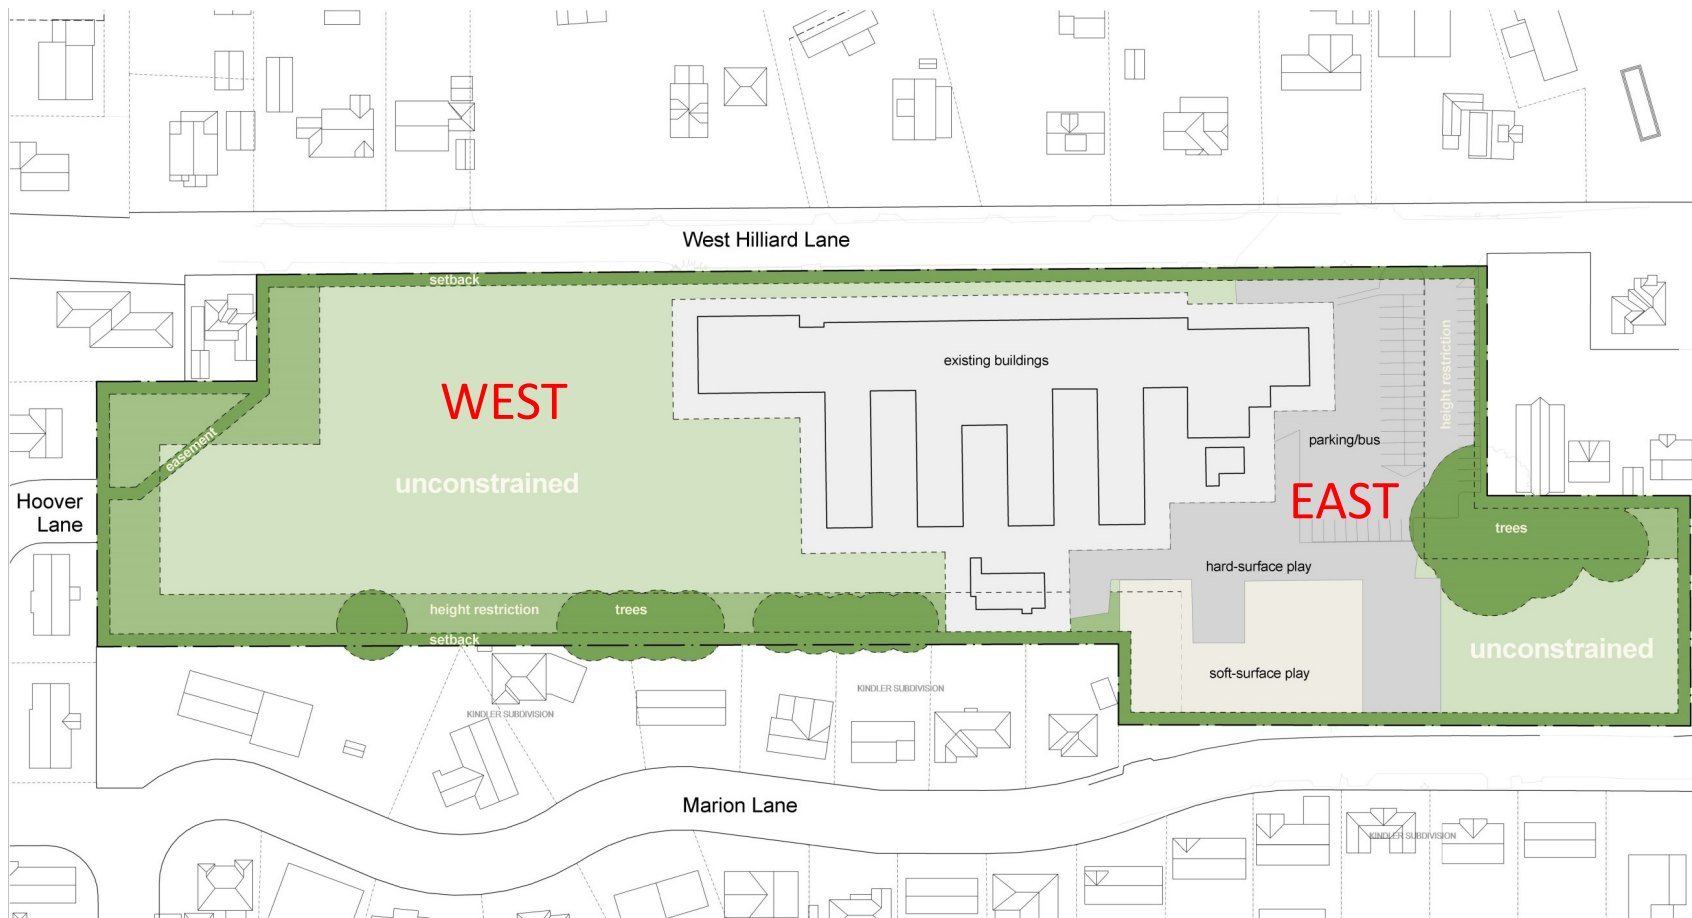 West Hilliard Lane
setback
existing buildings
height restriction
WEST
parking/bus
easement
unconstrained
EAST
Hoover
Lane
trees
hard-surface play
height restriction
trees
setback
unconstrained
soft-surface play
KINDLER SUBDIVISION
KINDLER SUBDIVISION
Marion Lane
KINDLER SUBDIVISION